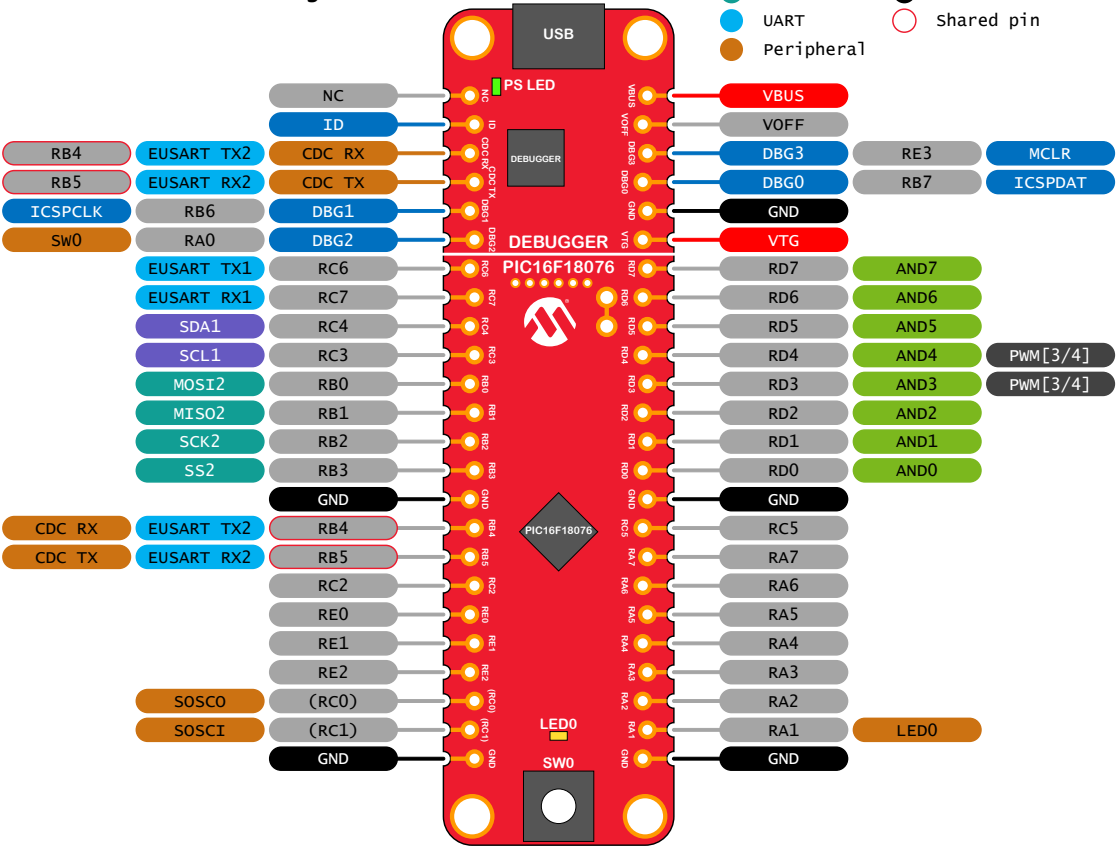 UART Shared pin
Peripheral
USB
PS LED
NC NC VBUS VBUS
ID ID VOFF VOFF
RB4 EUSART TX2 CDC RX CDC RX DEBUGGER DBG3 DBG3 RE3 MCLR
RB5 EUSART RX2 CDC TX CDC TX DBG0 DBG0 RB7 ICSPDAT
ICSPCLK RB6 DBG1 DBG1 GND GND
SW0 RA0 DBG2 DBG2 DEBUGGER VTG VTG
EUSART TX1 RC6 RC6 PIC16F18076 RD7 RD7 AND7
EUSART RX1 RC7 RC7 RD6 RD6 AND6
SDA1 RC4 RC4 RD5 RD5 AND5
SCL1 RC3 RC3 RD4 RD4 AND4 PWM[3/4]
MOSI2 RB0 RB0 RD3 RD3 AND3 PWM[3/4]
MISO2 RB1 RB1 RD2 RD2 AND2
SCK2 RB2 RB2 RD1 RD1 AND1
SS2 RB3 RB3 RD0 RD0 AND0
GND GND GND GND
CDC RX EUSART TX2 RB4 RB4 PIC16F18076 RC5 RC5
CDC TX EUSART RX2 RB5 RB5 RA7 RA7
RC2 RC2 RA6 RA6
RE0 RE0 RA5 RA5
RE1 RE1 RA4 RA4
RE2 RE2 RA3 RA3
SOSCO (RC0) (RC0) RA2 RA2
SOSCI (RC1) (RC1) LED0 RA1 RA1 LED0
GND GND SW0 GND GND